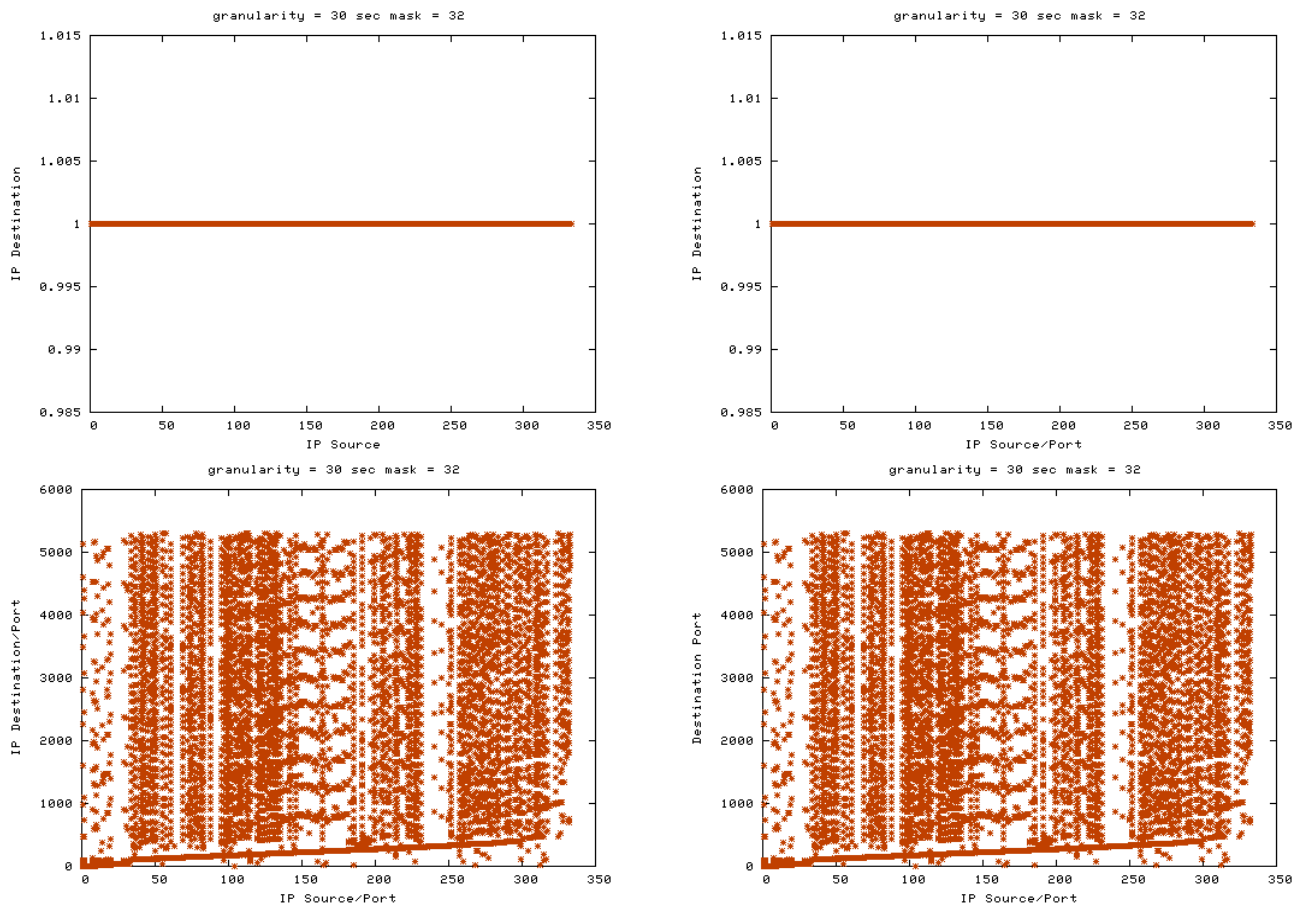 granularity = 30 sec mask = 32
1.015
1.01
1.005
1
0.995
0.99
0.985
IP Destination
0 50 100 150 200 250 300 350
IP Source
granularity = 30 sec mask = 32
1.015
1.01
1.005
1
0.995
0.99
0.985
IP Destination
0 50 100 150 200 250 300 350
IP Source/Port
granularity = 30 sec mask = 32
6000
5000
4000
3000
2000
1000
0
IP Destination/Port
0 50 100 150 200 250 300 350
IP Source/Port
granularity = 30 sec mask = 32
6000
5000
4000
3000
2000
1000
0
Destination Port
0 50 100 150 200 250 300 350
IP Source/Port